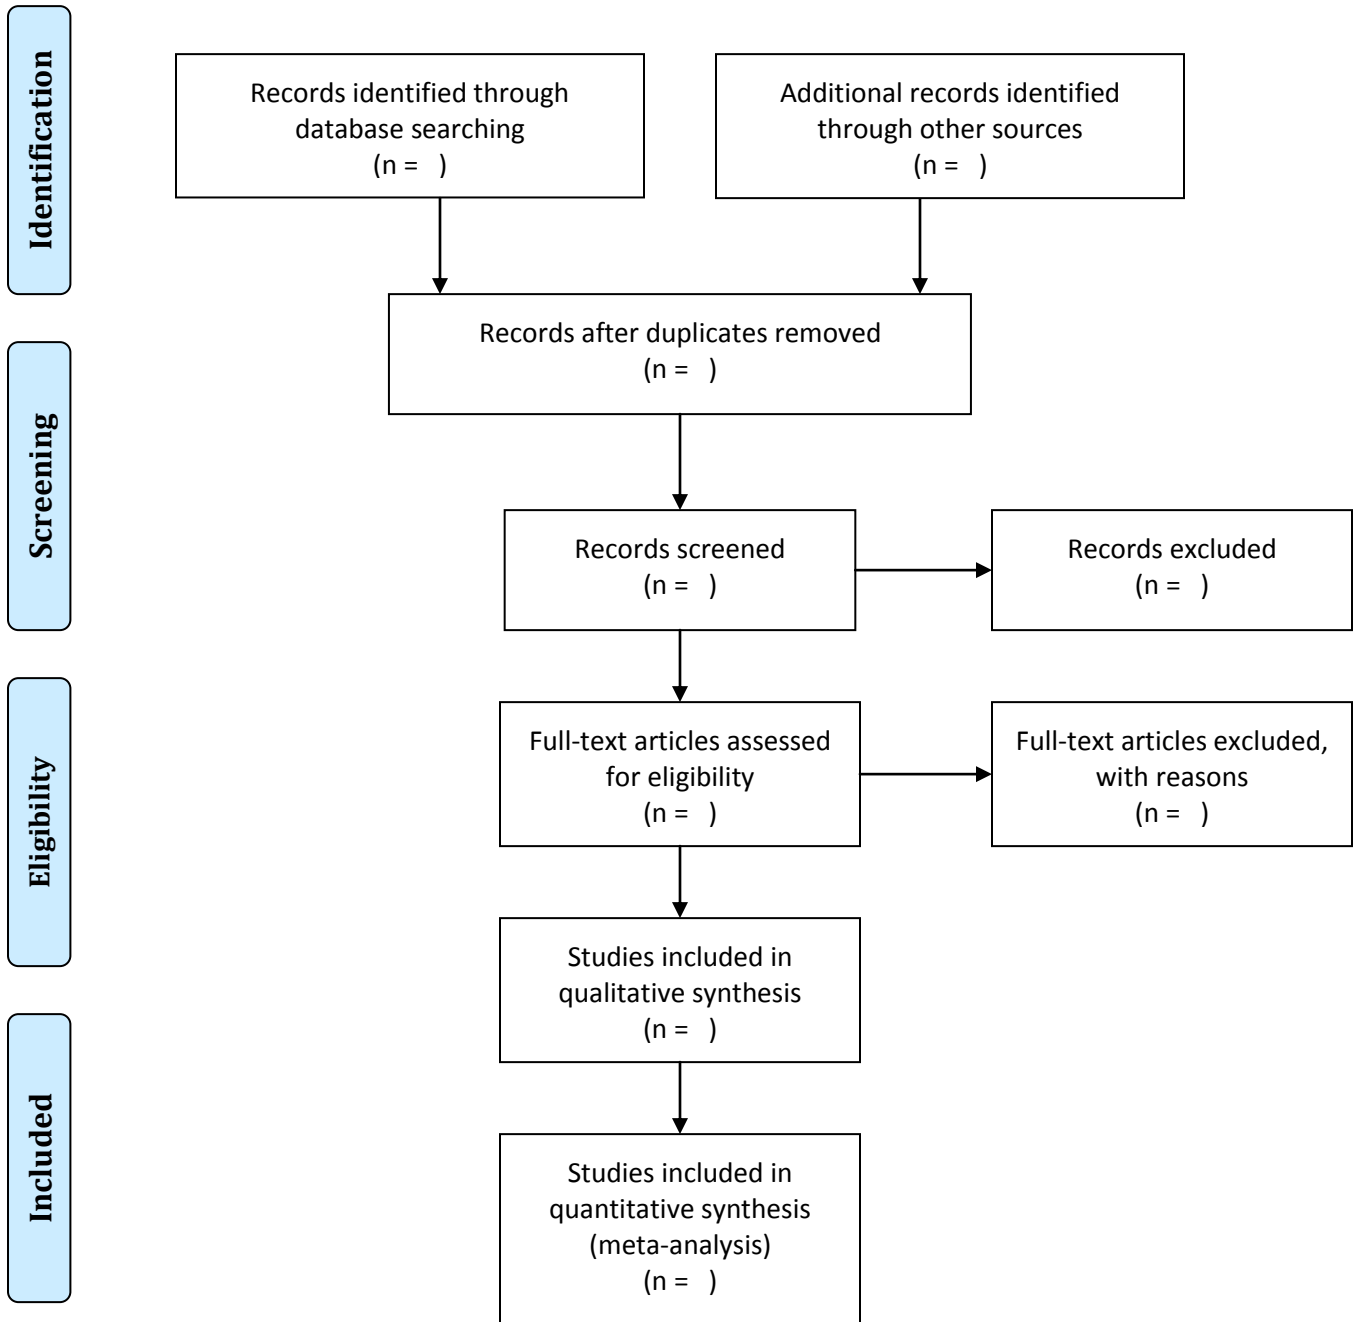 Identification
Records identified through
database searching
(n =   )
Additional records identified
through other sources
(n =   )
Records after duplicates removed
(n =   )
Screening
Records screened
(n =   )
Records excluded
(n =   )
Eligibility
Full-text articles assessed
for eligibility
(n =   )
Full-text articles excluded,
with reasons
(n =   )
Studies included in
qualitative synthesis
(n =   )
Included
Studies included in
quantitative synthesis
(meta-analysis)
(n =   )